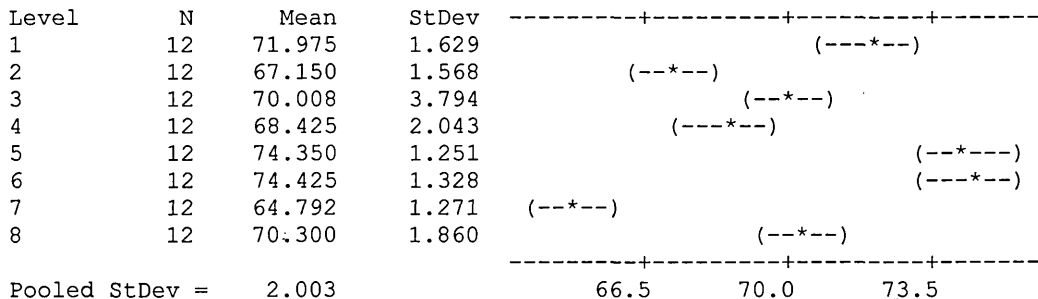 Level N Mean StDev ---------+---------+---------+-------
1 12 71.975 1.629 (---*--)
2 12 67.150 1.568 (--*--)
3 12 70.008 3.794 (--*--)
4 12 68.425 2.043 (---*--)
5 12 74.350 1.251 (--*---)
6 12 74.425 1.328 (---*--)
7 12 64.792 1.271 (--*--)
8 12 70.300 1.860 (--*--)
---------+---------+---------+-------
Pooled StDev = 2.003 66.5 70.0 73.5